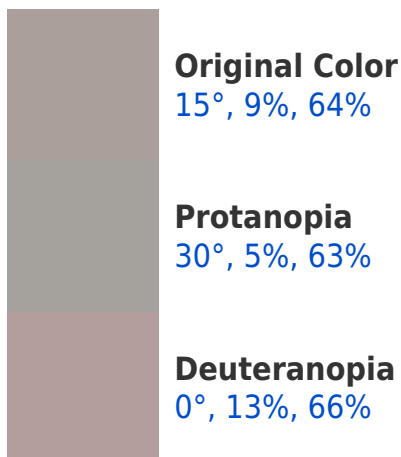 Original Color
15°, 9%, 64%
Protanopia
30°, 5%, 63%
Deuteranopia
0°, 13%, 66%